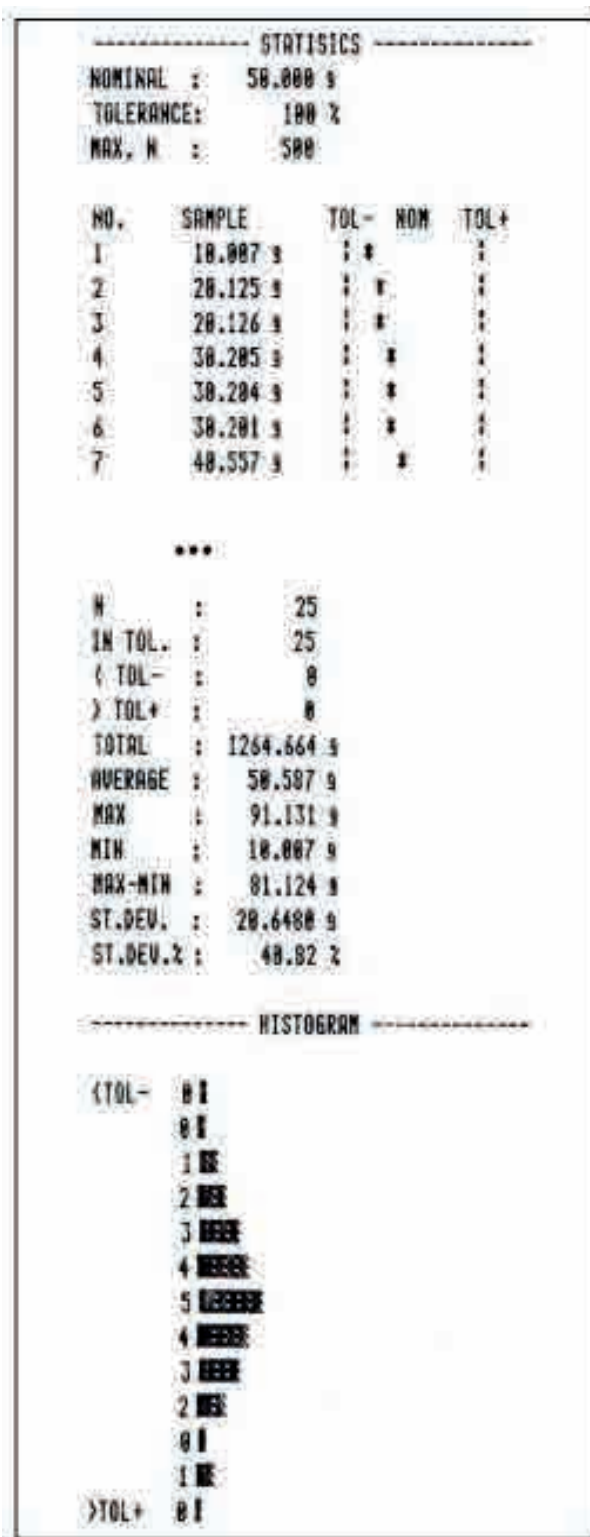 --------------- STATISICS ---------------
NOMINAL : 50.000 g
TOLERANCE: 100 %
MAX. N : 500
NO. SAMPLE TOL- NOM TOL+
1 10.007 g : * :
2 20.125 g : * :
3 20.126 g : * :
4 30.205 g : * :
5 30.204 g : * :
6 30.201 g : * :
7 40.557 g : * :
...
N : 25
IN TOL. : 25
< TOL- : 0
> TOL+ : 0
TOTAL : 1264.664 g
AVERAGE : 50.587 g
MAX : 91.131 g
MIN : 10.007 g
MAX-MIN : 81.124 g
ST.DEV. : 20.6480 g
ST.DEV.% : 40.82 %
--------------- HISTOGRAM ---------------
<TOL- 0
0
1
2
3
4
5
4
3
2
0
1
>TOL+ 0